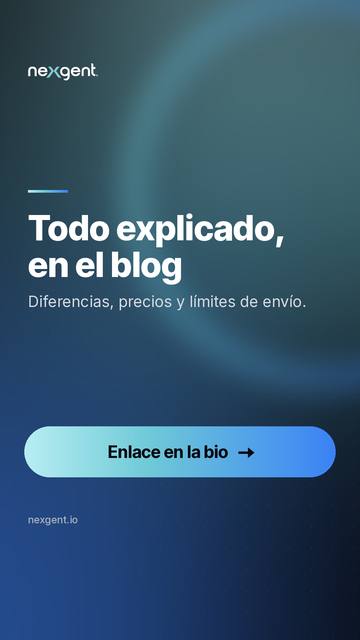 nexgent.
Todo explicado,
en el blog
Diferencias, precios y límites de envío.
Enlace en la bio →
nexgent.io